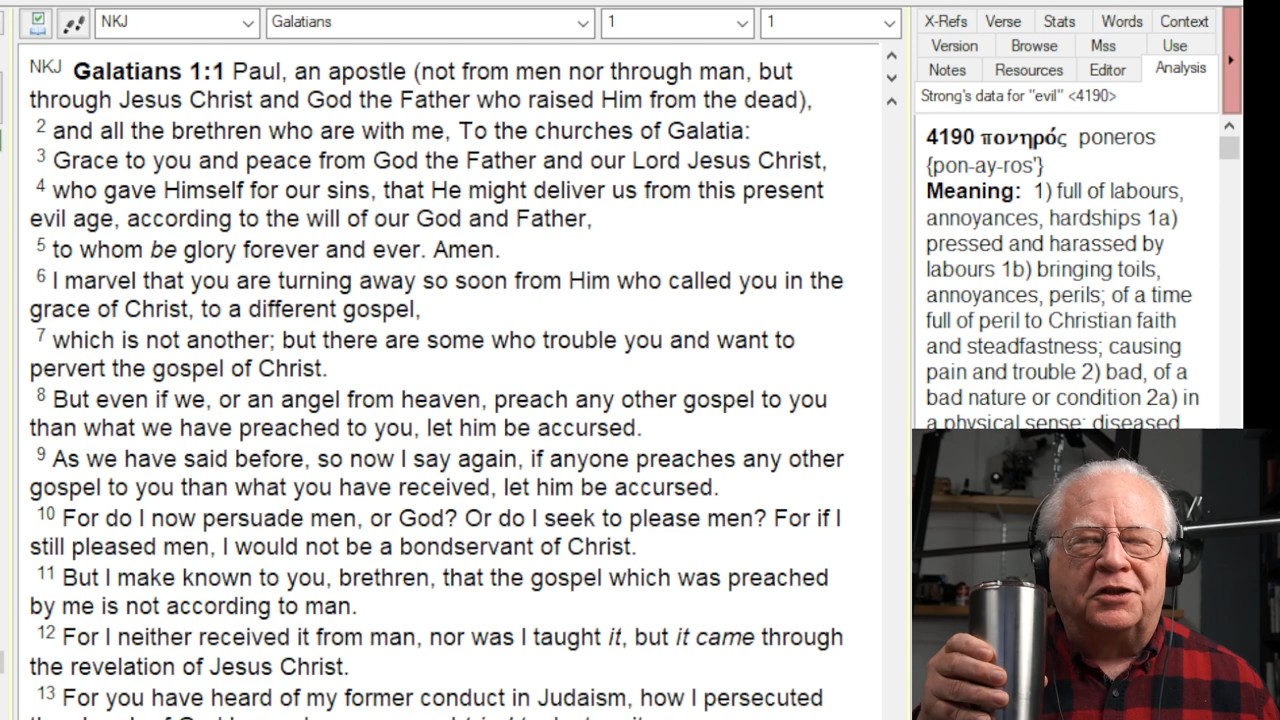 NKJ
Galatians
1
1
NKJ Galatians 1:1 Paul, an apostle (not from men nor through man, but
through Jesus Christ and God the Father who raised Him from the dead),
2 and all the brethren who are with me, To the churches of Galatia:
3 Grace to you and peace from God the Father and our Lord Jesus Christ,
4 who gave Himself for our sins, that He might deliver us from this present
evil age, according to the will of our God and Father,
5 to whom be glory forever and ever. Amen.
6 I marvel that you are turning away so soon from Him who called you in the
grace of Christ, to a different gospel,
7 which is not another; but there are some who trouble you and want to
pervert the gospel of Christ.
8 But even if we, or an angel from heaven, preach any other gospel to you
than what we have preached to you, let him be accursed.
9 As we have said before, so now I say again, if anyone preaches any other
gospel to you than what you have received, let him be accursed.
10 For do I now persuade men, or God? Or do I seek to please men? For if I
still pleased men, I would not be a bondservant of Christ.
11 But I make known to you, brethren, that the gospel which was preached
by me is not according to man.
12 For I neither received it from man, nor was I taught it, but it came through
the revelation of Jesus Christ.
13 For you have heard of my former conduct in Judaism, how I persecuted
X-Refs Verse Stats Words Context
Version Browse Mss Use
Notes Resources Editor Analysis
Strong's data for "evil" <4190>
4190 πονηρός poneros
{pon-ay-ros'}
Meaning: 1) full of labours,
annoyances, hardships 1a)
pressed and harassed by
labours 1b) bringing toils,
annoyances, perils; of a time
full of peril to Christian faith
and steadfastness; causing
pain and trouble 2) bad, of a
bad nature or condition 2a) in
a physical sense: diseased